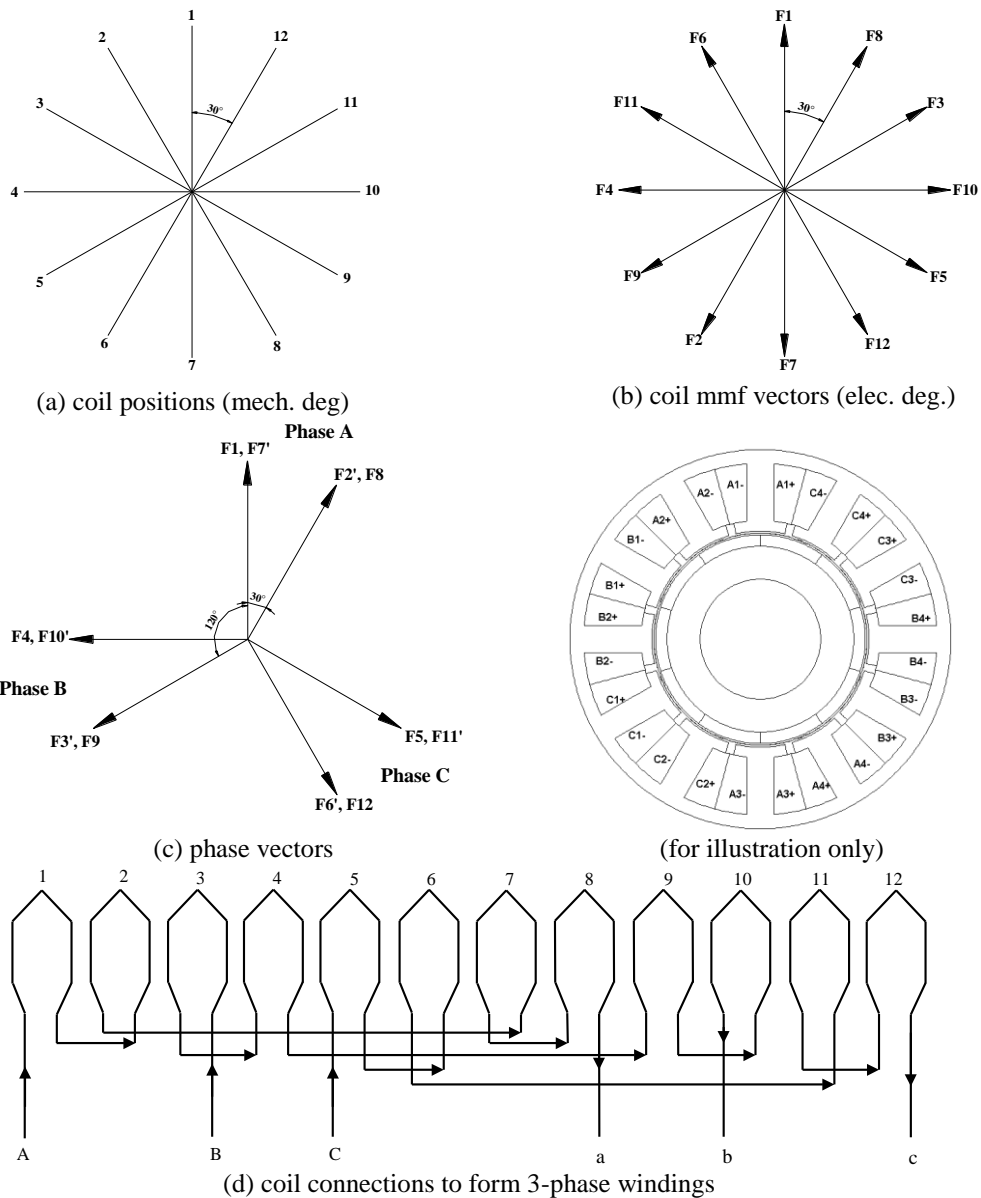 1
12
11
10
9
8
7
6
5
4
3
2
30°
(a) coil positions (mech. deg)
F1
F8
F3
F10
F5
F12
F7
F2
F9
F4
F11
F6
30°
(b) coil mmf vectors (elec. deg.)
Phase A
F1, F7'
F2', F8
30°
120°
F4, F10'
Phase B
F3', F9
F5, F11'
Phase C
F6', F12
(c) phase vectors
A2-
A1-
A1+
C4-
C4+
C3+
C3-
B4+
B4-
B3-
B3+
A4-
A4+
A3+
A3-
C2+
C2-
C1-
C1+
B2-
B2+
B1+
B1-
A2+
(for illustration only)
1 2 3 4 5 6 7 8 9 10 11 12
A B C a b c
(d) coil connections to form 3-phase windings